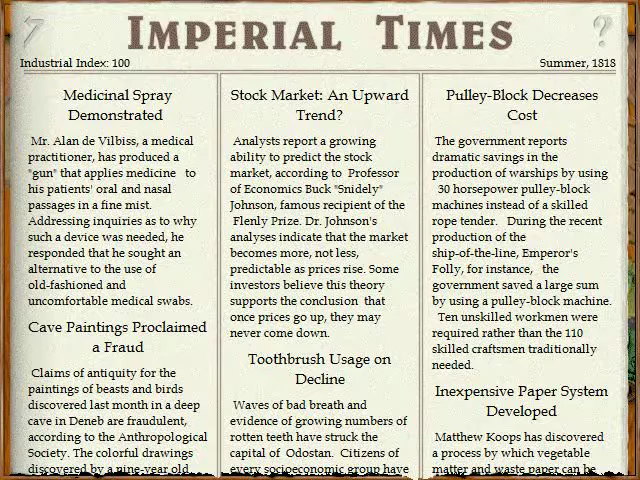 IMPERIAL TIMES
Industrial Index: 100
Summer, 1818
Medicinal Spray
Demonstrated
Mr. Alan de Vilbiss, a medical
practitioner, has produced a
"gun" that applies medicine to
his patients' oral and nasal
passages in a fine mist.
Addressing inquiries as to why
such a device was needed, he
responded that he sought an
alternative to the use of
old-fashioned and
uncomfortable medical swabs.
Cave Paintings Proclaimed
a Fraud
Claims of antiquity for the
paintings of beasts and birds
discovered last month in a deep
cave in Deneb are fraudulent,
according to the Anthropological
Society. The colorful drawings
discovered by a nine-year old
Stock Market: An Upward
Trend?
Analysts report a growing
ability to predict the stock
market, according to Professor
of Economics Buck "Snidely"
Johnson, famous recipient of the
Flenly Prize. Dr. Johnson's
analyses indicate that the market
becomes more, not less,
predictable as prices rise. Some
investors believe this theory
supports the conclusion that
once prices go up, they may
never come down.
Toothbrush Usage on
Decline
Waves of bad breath and
evidence of growing numbers of
rotten teeth have struck the
capital of Odostan. Citizens of
every socioeconomic group have
Pulley-Block Decreases
Cost
The government reports
dramatic savings in the
production of warships by using
30 horsepower pulley-block
machines instead of a skilled
rope tender. During the recent
production of the
ship-of-the-line, Emperor's
Folly, for instance, the
government saved a large sum
by using a pulley-block machine.
Ten unskilled workmen were
required rather than the 110
skilled craftsmen traditionally
needed.
Inexpensive Paper System
Developed
Matthew Koops has discovered
a process by which vegetable
matter and waste paper can be